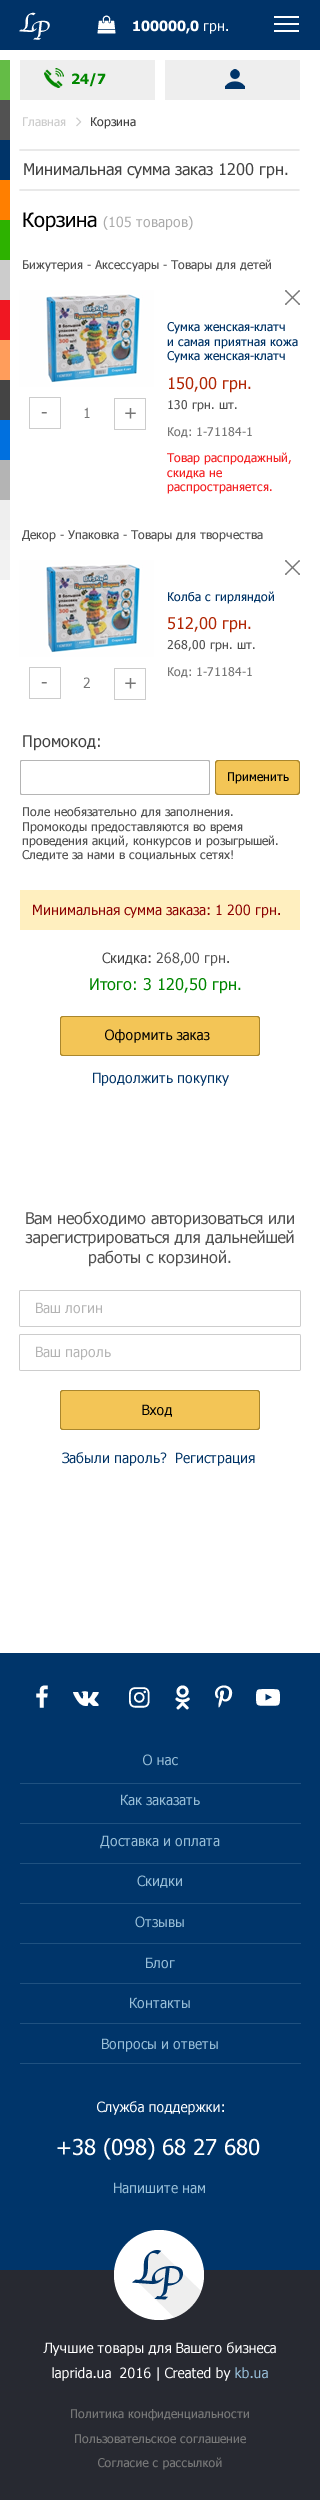 Lp
100000,0 грн.
24/7
Главная > Корзина
Минимальная сумма заказ 1200 грн.
Корзина (105 товаров)
Бижутерия - Аксессуары - Товары для детей
Сумка женская-клатч
и самая приятная кожа
Сумка женская-клатч
150,00 грн.
130 грн. шт.
- 1 +
Код: 1-71184-1
Товар распродажный,
скидка не
распространяется.
Декор - Упаковка - Товары для творчества
Колба с гирляндой
512,00 грн.
268,00 грн. шт.
Код: 1-71184-1
- 2 +
Промокод:
Применить
Поле необязательно для заполнения.
Промокоды предоставляются во время
проведения акций, конкурсов и розыгрышей.
Следите за нами в социальных сетях!
Минимальная сумма заказа: 1 200 грн.
Скидка: 268,00 грн.
Итого: 3 120,50 грн.
Оформить заказ
Продолжить покупку
Вам необходимо авторизоваться или
зарегистрироваться для дальнейшей
работы с корзиной.
Ваш логин
Ваш пароль
Вход
Забыли пароль? Регистрация
О нас
Как заказать
Доставка и оплата
Скидки
Отзывы
Блог
Контакты
Вопросы и ответы
Служба поддержки:
+38 (098) 68 27 680
Напишите нам
Lp
Лучшие товары для Вашего бизнеса
laprida.ua 2016 | Created by kb.ua
Политика конфиденциальности
Пользовательское соглашение
Согласие с рассылкой